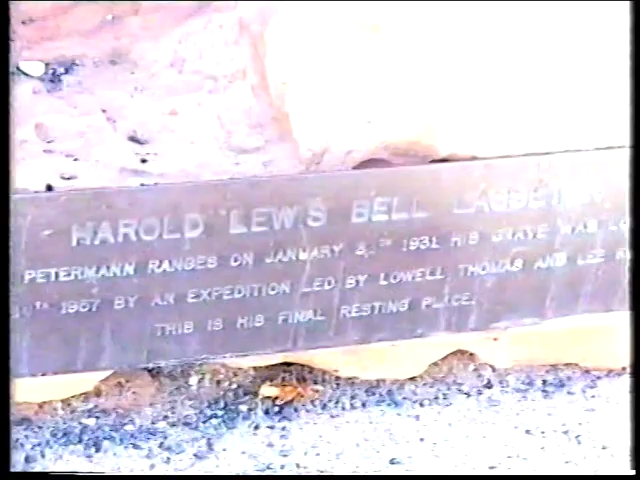 HAROLD LEWIS BELL LASSETER
PETERMANN RANGES ON JANUARY 1931. HIS GRAVE WAS
1957 BY AN EXPEDITION LED BY LOWELL THOMAS AND LEE
THIS IS HIS FINAL RESTING PLACE.